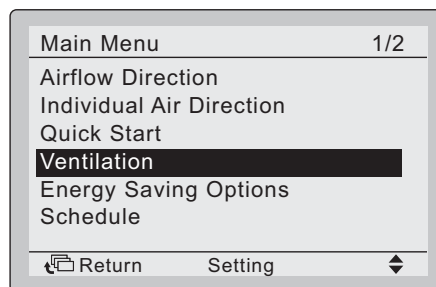 Main Menu 1/2
Airflow Direction
Individual Air Direction
Quick Start
Ventilation
Energy Saving Options
Schedule
Return Setting